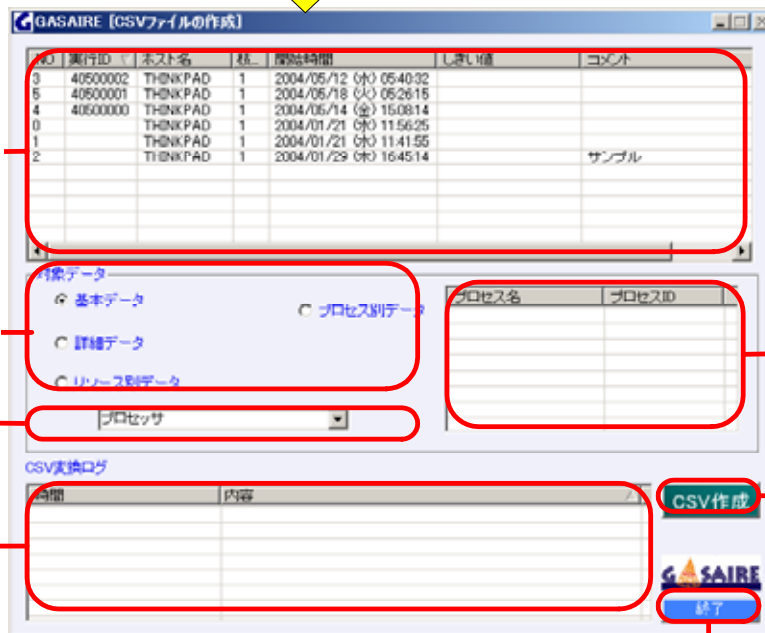 GASAIRE [CSVファイルの作成]
NO 実行ID ホスト名 核... 開始時間 しきい値 コメント
3 40500002 THINKPAD 1 2004/05/12 (水) 05:40:32
5 40500001 THINKPAD 1 2004/05/18 (火) 05:26:15
4 40500000 THINKPAD 1 2004/05/14 (金) 15:08:14
0 THINKPAD 1 2004/01/21 (水) 11:56:25
1 THINKPAD 1 2004/01/21 (水) 11:41:55
2 THINKPAD 1 2004/01/29 (木) 16:45:14 サンプル
対象データ
基本データ
プロセス別データ
プロセス名 プロセスID
詳細データ
リソース別データ
プロセッサ
CSV変換ログ
時間 内容
CSV作成
GASAIRE
終了